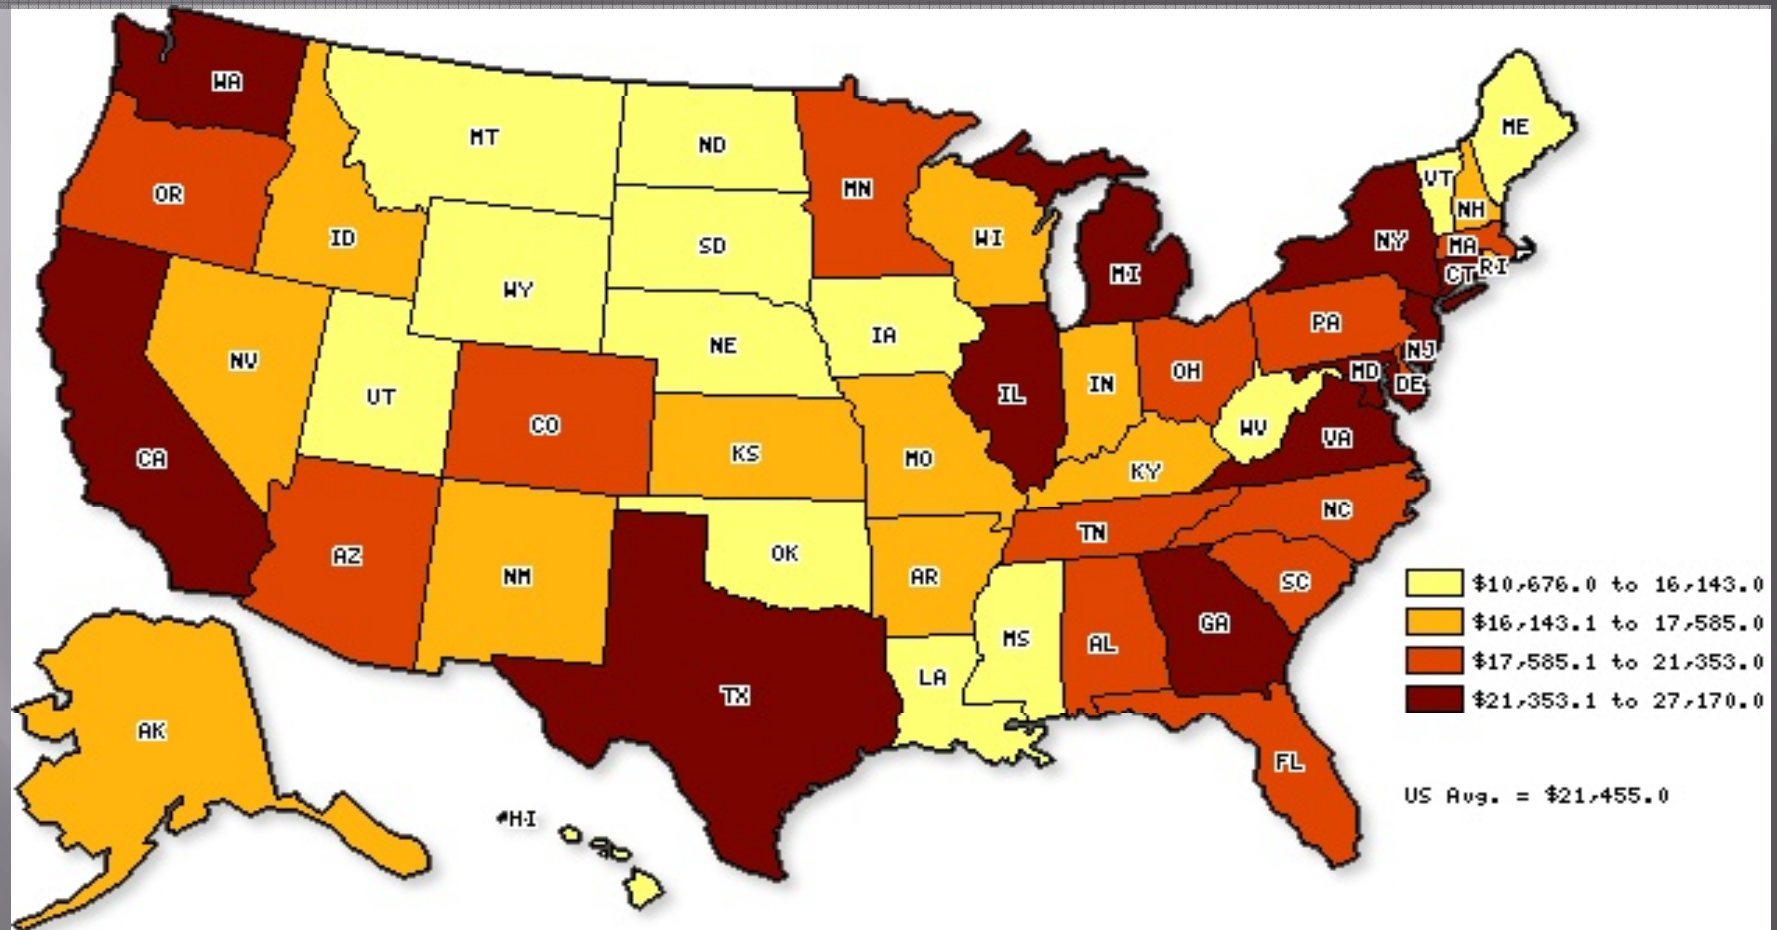 WA
MT
ND
MN
ME
OR
ID
SD
WI
MI
VT
NH
NY
MA
CT
RI
WY
NV
UT
NE
IA
PA
NJ
MD
DE
CO
KS
MO
IL
IN
OH
WV
VA
KY
CA
AZ
NM
OK
AR
TN
NC
SC
TX
LA
MS
AL
GA
FL
AK
HI
$10,676.0 to 16,143.0
$16,143.1 to 17,585.0
$17,585.1 to 21,353.0
$21,353.1 to 27,170.0
US Avg. = $21,455.0